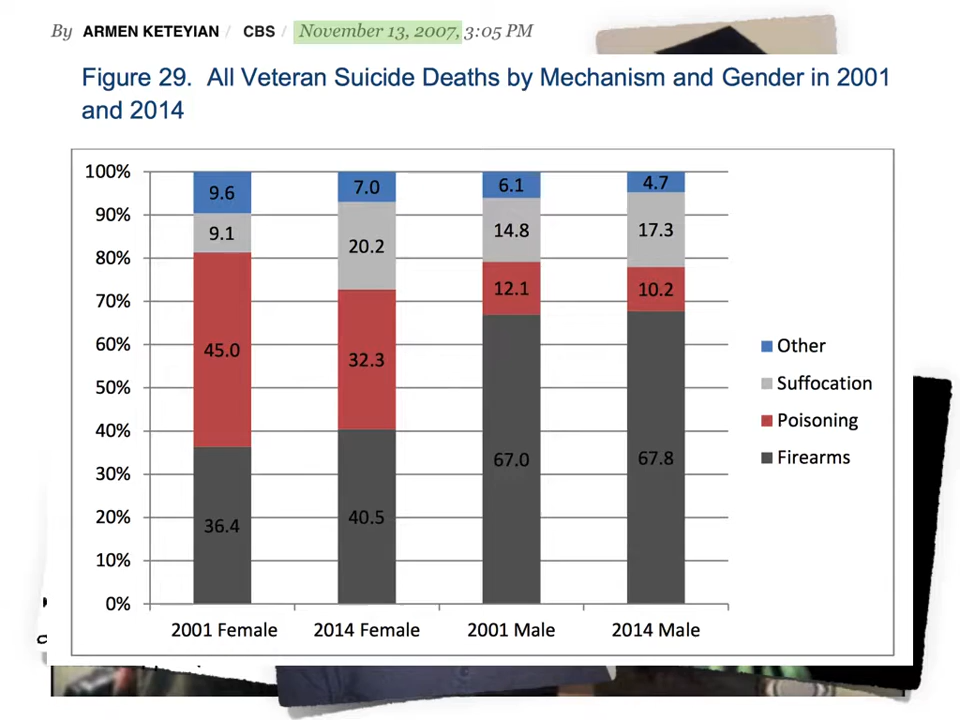 By ARMEN KETEYIAN / CBS / November 13, 2007, 3:05 PM
Figure 29. All Veteran Suicide Deaths by Mechanism and Gender in 2001
and 2014
100%
90%
80%
70%
60%
50%
40%
30%
20%
10%
0%
9.6
9.1
45.0
36.4
7.0
20.2
32.3
40.5
6.1
14.8
12.1
67.0
4.7
17.3
10.2
67.8
2001 Female
2014 Female
2001 Male
2014 Male
Other
Suffocation
Poisoning
Firearms